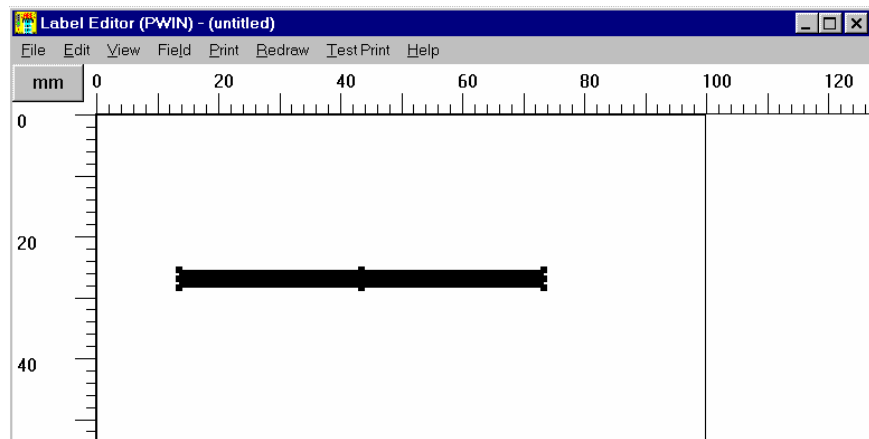 Label Editor (PWIN) - (untitled)
File Edit View Field Print Redraw Test Print Help
mm 0 20 40 60 80 100 120
0
20
40